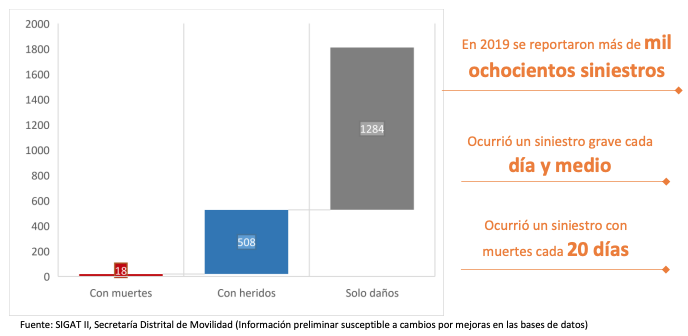 2000
1800
1600
1400
1200
1000
800
600
400
200
0
18
508
1284
Con muertes
Con heridos
Solo daños
En 2019 se reportaron más de mil
ochocientos siniestros
Ocurrió un siniestro grave cada
día y medio
Ocurrió un siniestro con
muertes cada 20 días
Fuente: SIGAT II, Secretaría Distrital de Movilidad (Información preliminar susceptible a cambios por mejoras en las bases de datos)